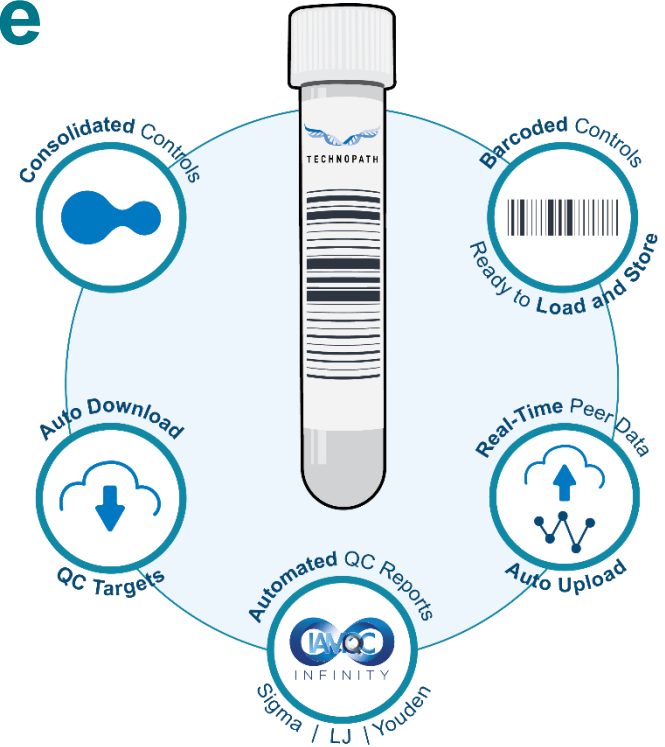 e
TECHNOPATH
Consolidated Controls
Barcoded Controls
Ready to Load and Store
Auto Download
QC Targets
Real-Time Peer Data
Auto Upload
Automated QC Reports
IAMQC
INFINITY
Sigma / LJ / Youden